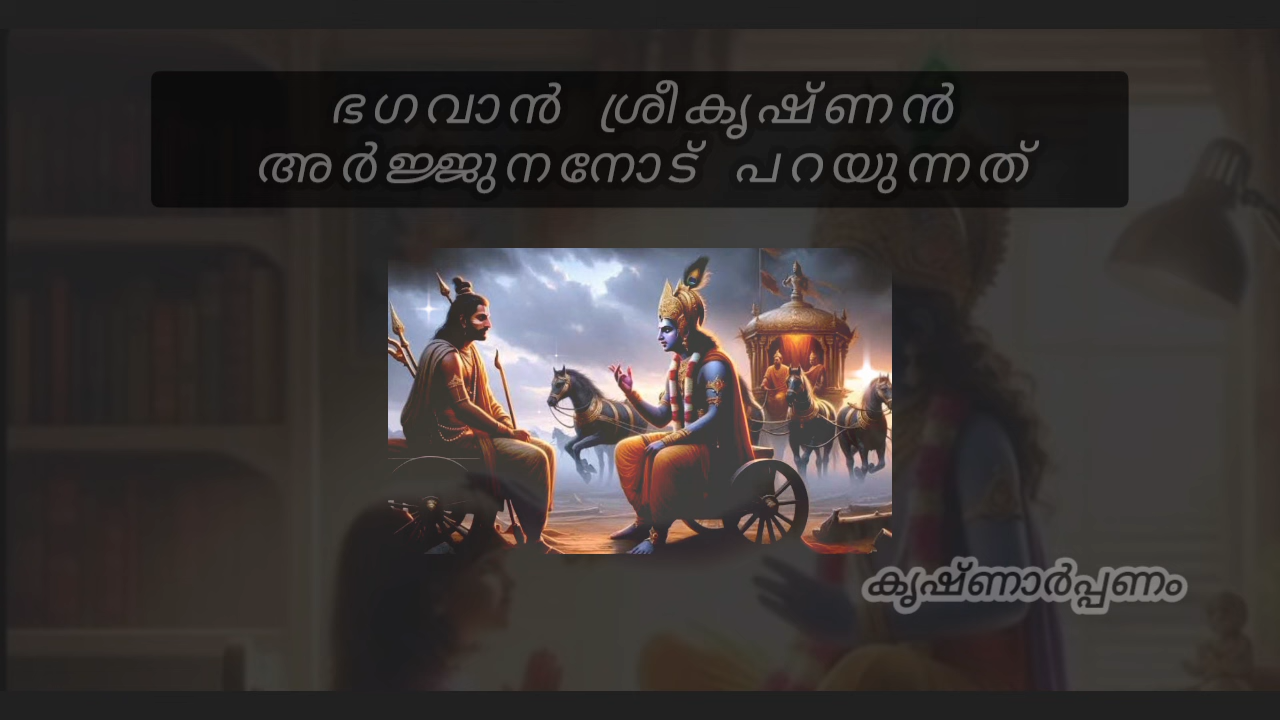 ഭഗവാൻ ശ്രീകൃഷ്ണൻ
അർജ്ജുനനോട് പറയുന്നത്
കൃഷ്ണാർപ്പണം